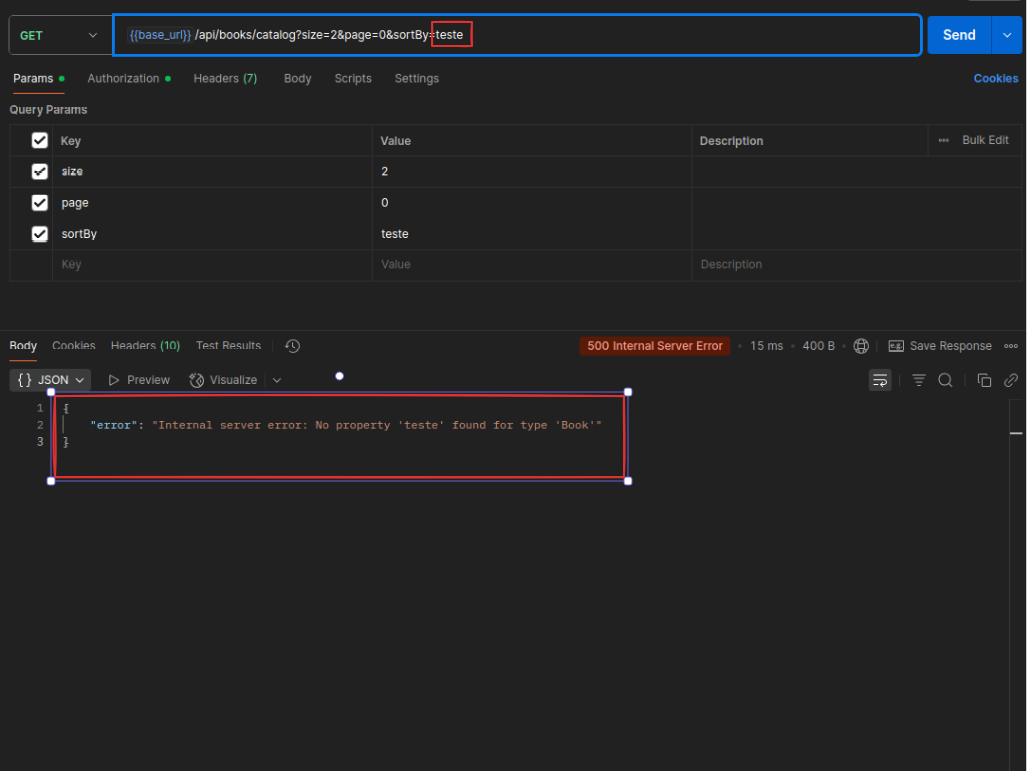 GET {{base_url}} /api/books/catalog?size=2&page=0&sortBy=teste Send
Params Authorization Headers (7) Body Scripts Settings Cookies
Query Params
Key Value Description Bulk Edit
size 2
page 0
sortBy teste
Key Value Description
Body Cookies Headers (10) Test Results 500 Internal Server Error 15 ms 400 B e.g. Save Response
{} JSON Preview Visualize
1 {
2 "error": "Internal server error: No property 'teste' found for type 'Book'"
3 }